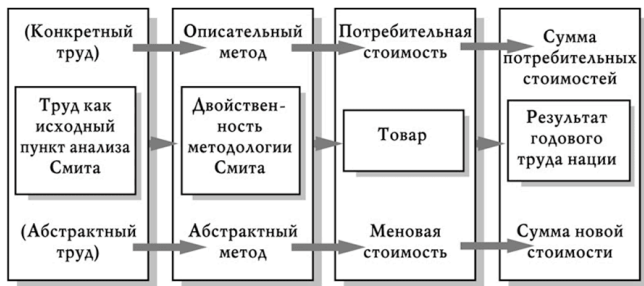 (Конкретный
труд)
Труд как
исходный
пункт анализа
Смита
(Абстрактный
труд)
Описательный
метод
Двойствен-
ность
методологии
Смита
Абстрактный
метод
Потребительная
стоимость
Товар
Меновая
стоимость
Сумма
потребительных
стоимостей
Результат
годового
труда нации
Сумма новой
стоимости